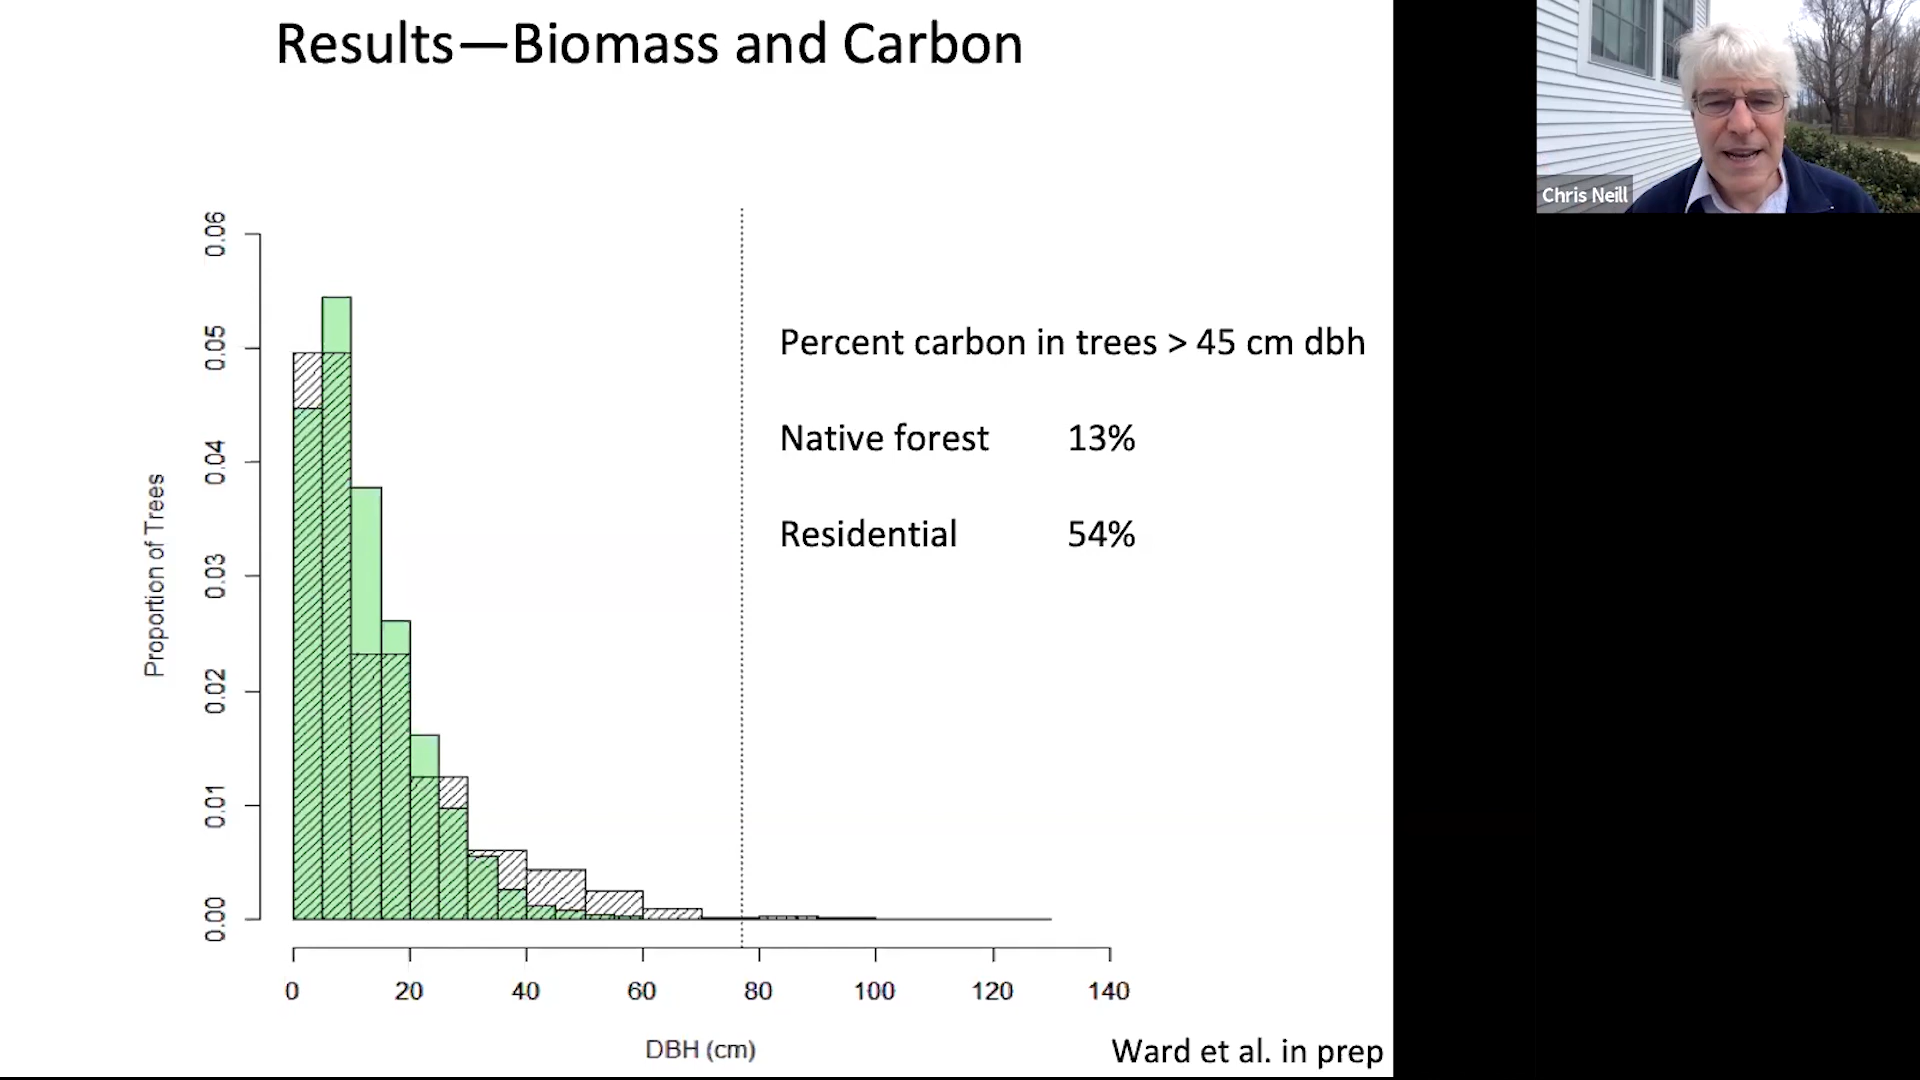 Results—Biomass and Carbon
Chris Neill
Percent carbon in trees > 45 cm dbh
Native forest 13%
Residential 54%
Proportion of Trees
0.06
0.05
0.04
0.03
0.02
0.01
0.00
0 20 40 60 80 100 120 140
DBH (cm)
Ward et al. in prep